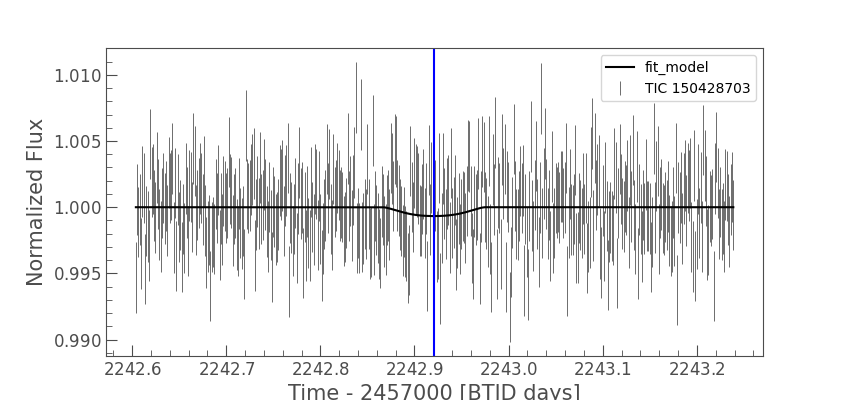 fit_model
TIC 150428703
1.010
1.005
1.000
0.995
0.990
Normalized Flux
2242.6 2242.7 2242.8 2242.9 2243.0 2243.1 2243.2
Time - 2457000 [BTJD days]